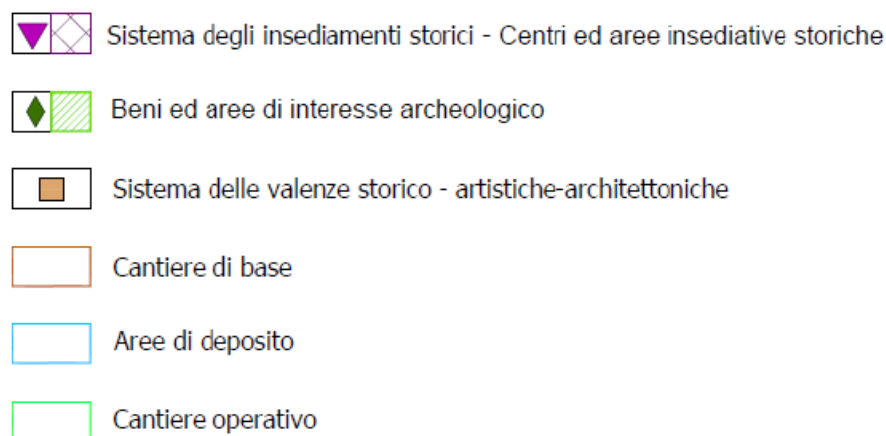 Sistema degli insediamenti storici - Centri ed aree insediative storiche
Beni ed aree di interesse archeologico
Sistema delle valenze storico - artistiche-architettoniche
Cantiere di base
Aree di deposito
Cantiere operativo